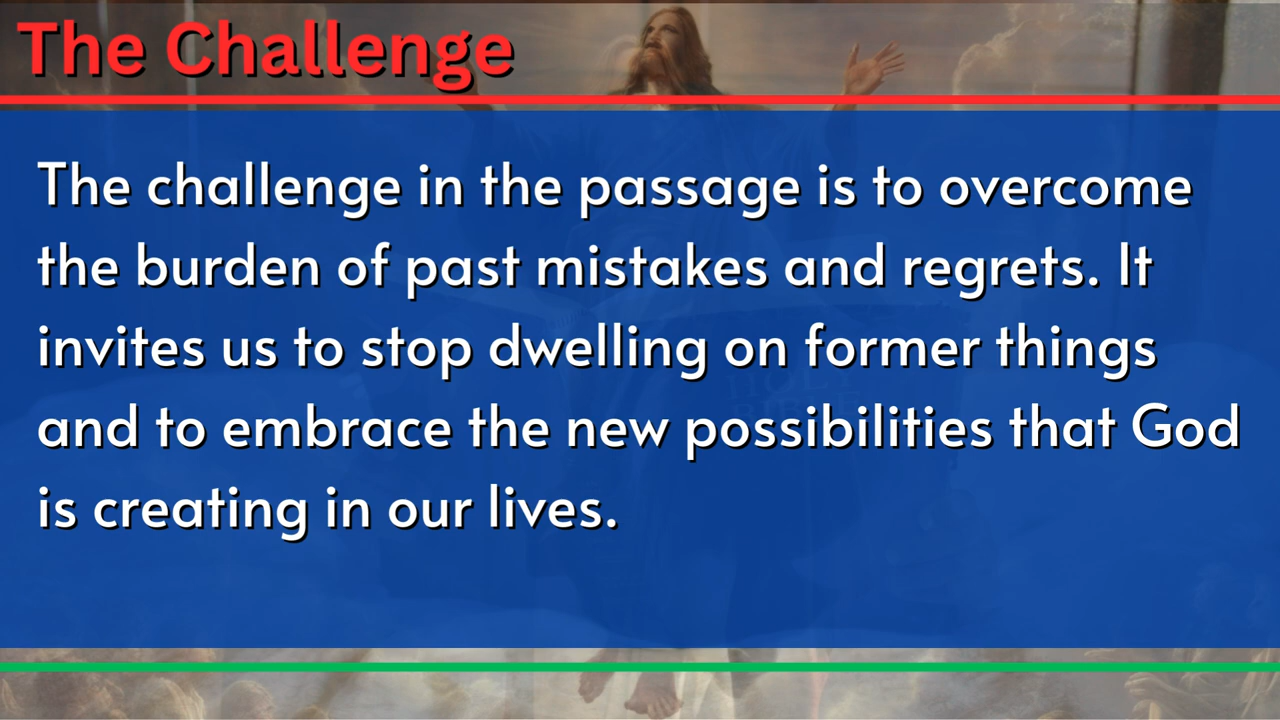 The Challenge
The challenge in the passage is to overcome
the burden of past mistakes and regrets. It
invites us to stop dwelling on former things
and to embrace the new possibilities that God
is creating in our lives.
HOLY
BIBLE